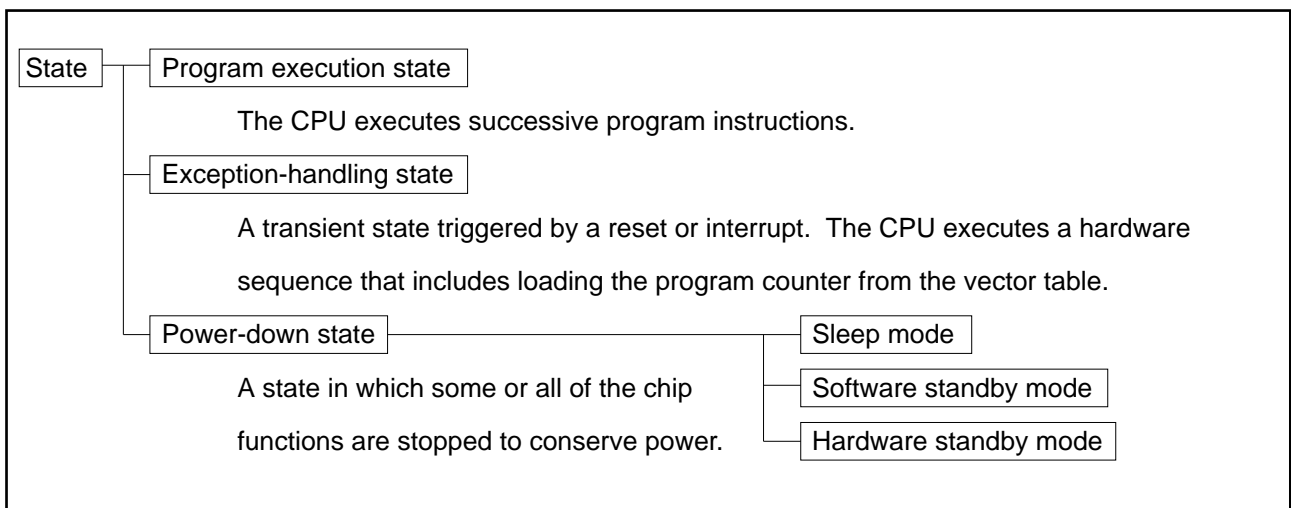 State
Program execution state
The CPU executes successive program instructions.
Exception-handling state
A transient state triggered by a reset or interrupt. The CPU executes a hardware
sequence that includes loading the program counter from the vector table.
Power-down state
A state in which some or all of the chip
functions are stopped to conserve power.
Sleep mode
Software standby mode
Hardware standby mode